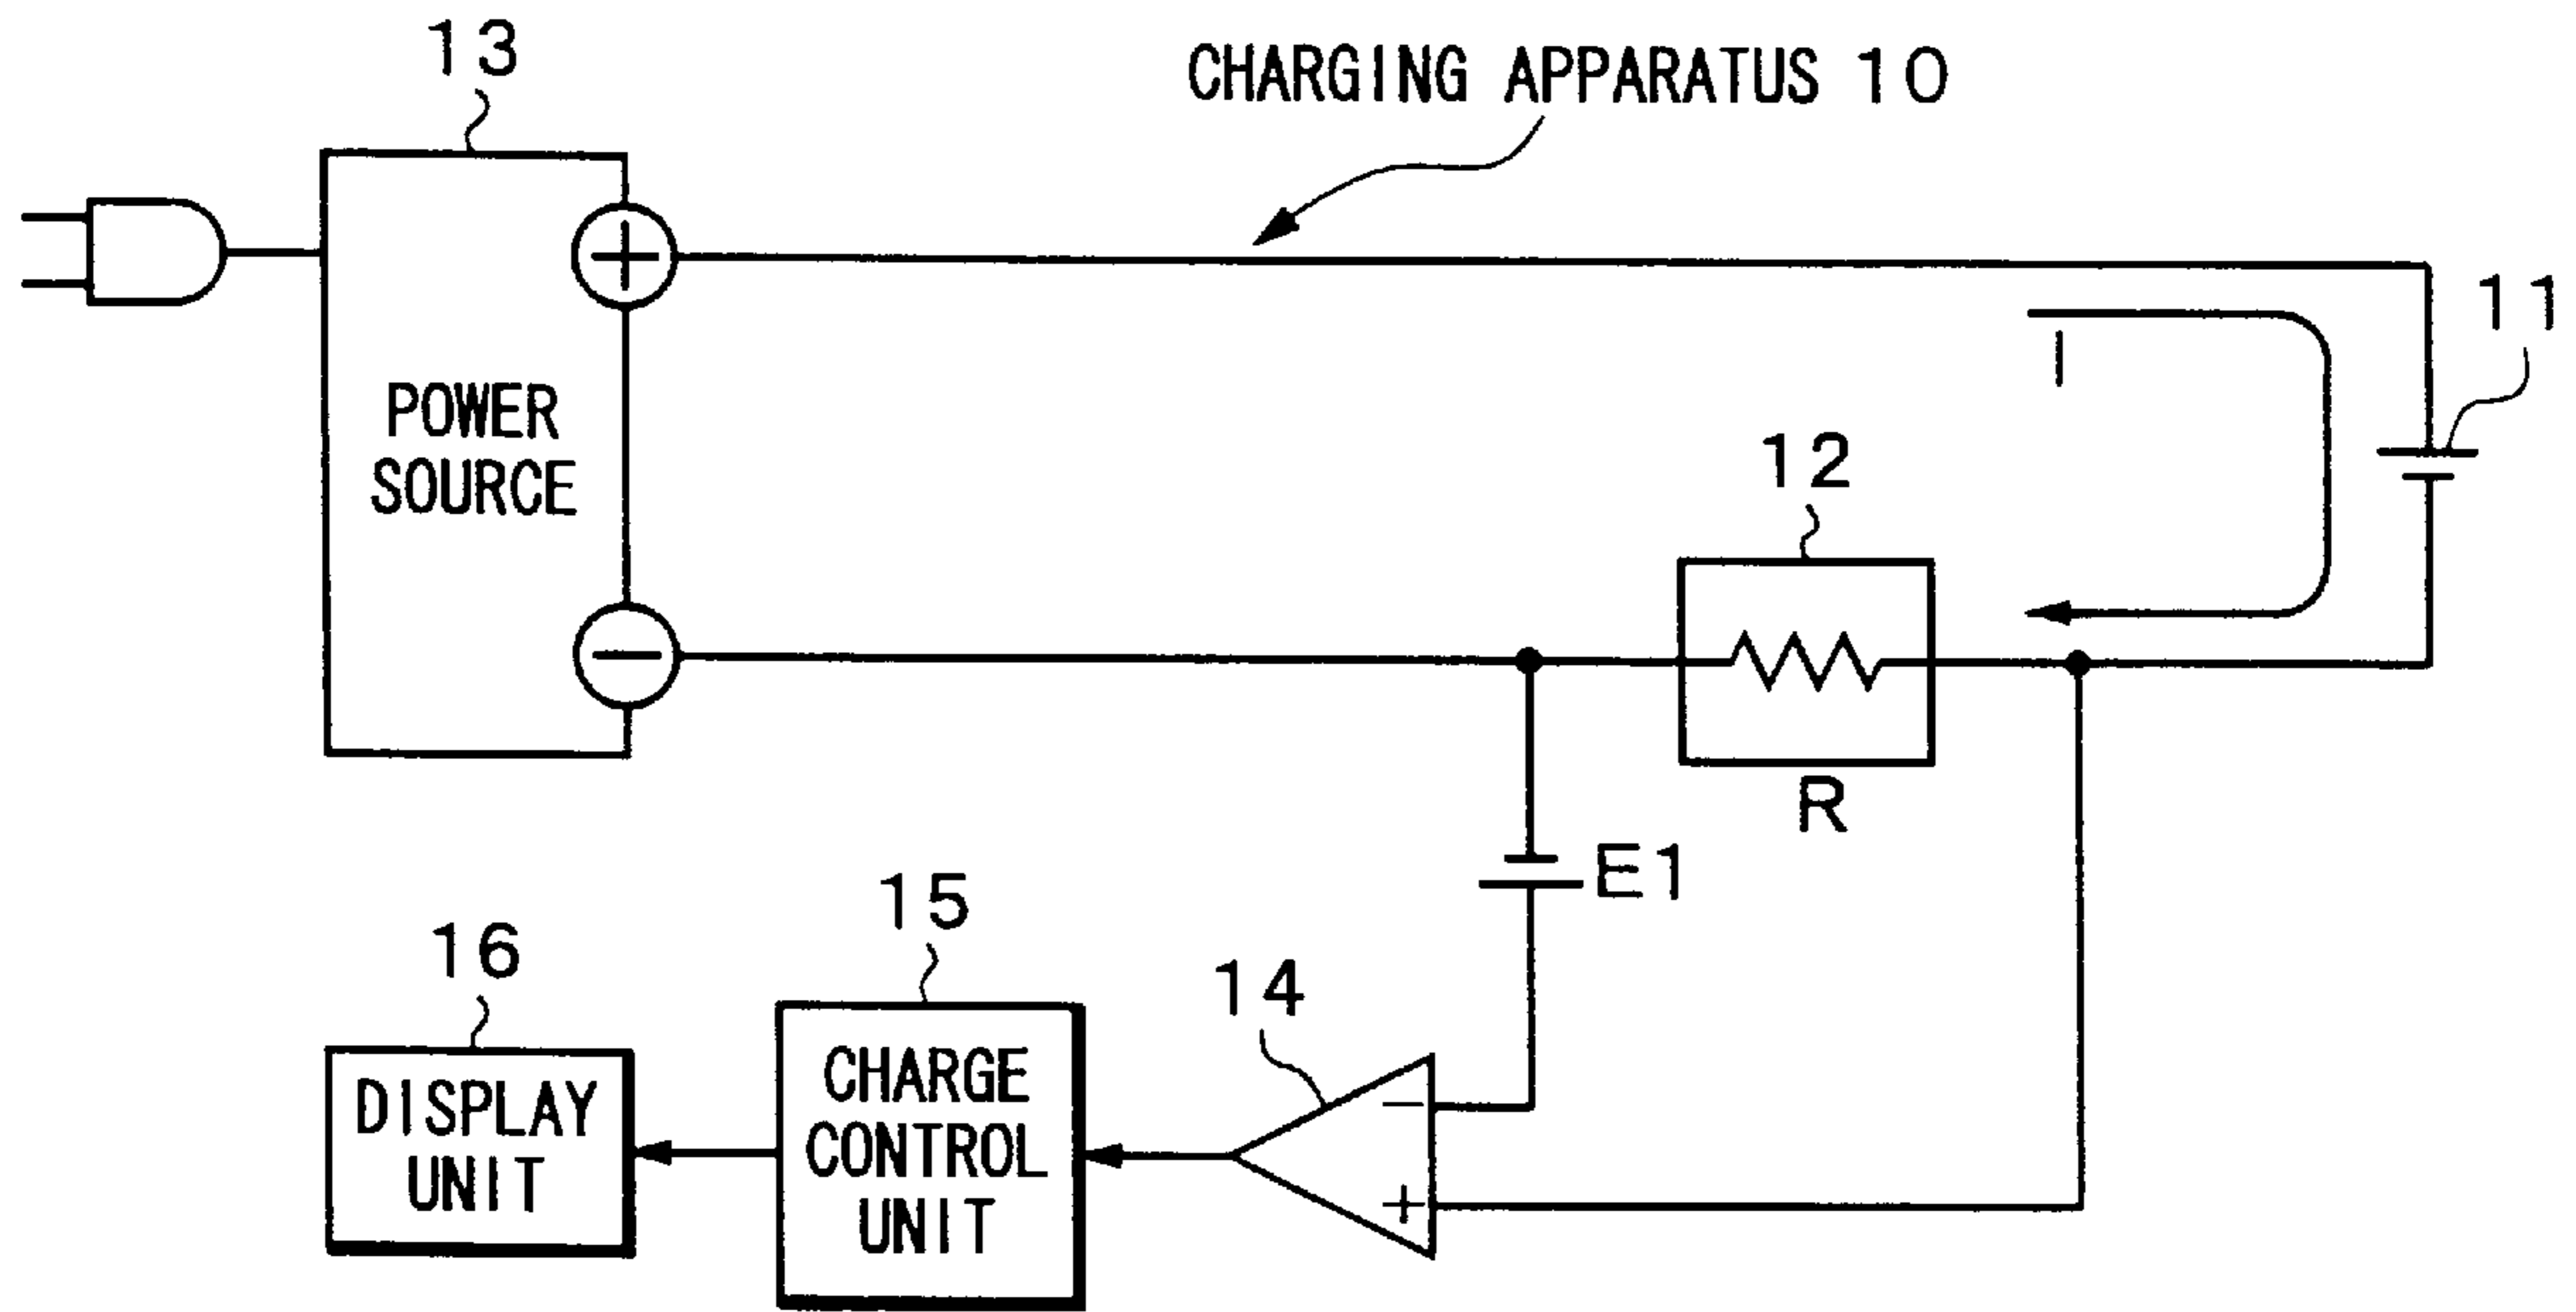 13
CHARGING APPARATUS 10
+
11
I
POWER
SOURCE
12
−
R
E1
15
16
14
CHARGE
CONTROL
UNIT
DISPLAY
UNIT
−
+